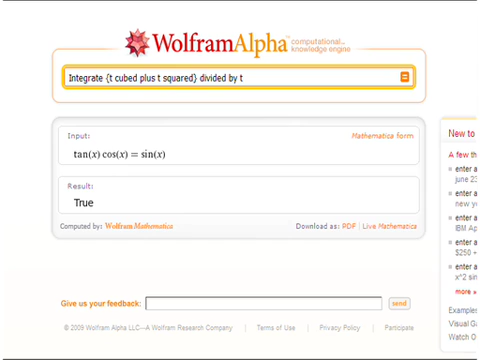 WolframAlpha™ computational... knowledge engine
Integrate {t cubed plus t squared} divided by t
Input:
Mathematica form
tan(x) cos(x) = sin(x)
Result:
True
Computed by: Wolfram Mathematica
Download as: PDF | Live Mathematica
New to
A few th
enter a
june 23
enter a
new yo
enter a
IBM Ap
enter a
$250 +
enter a
x^2 sin
more »
Examples
Visual Ga
Watch O
Give us your feedback:
send
© 2009 Wolfram Alpha LLC—A Wolfram Research Company | Terms of Use | Privacy Policy | Participate